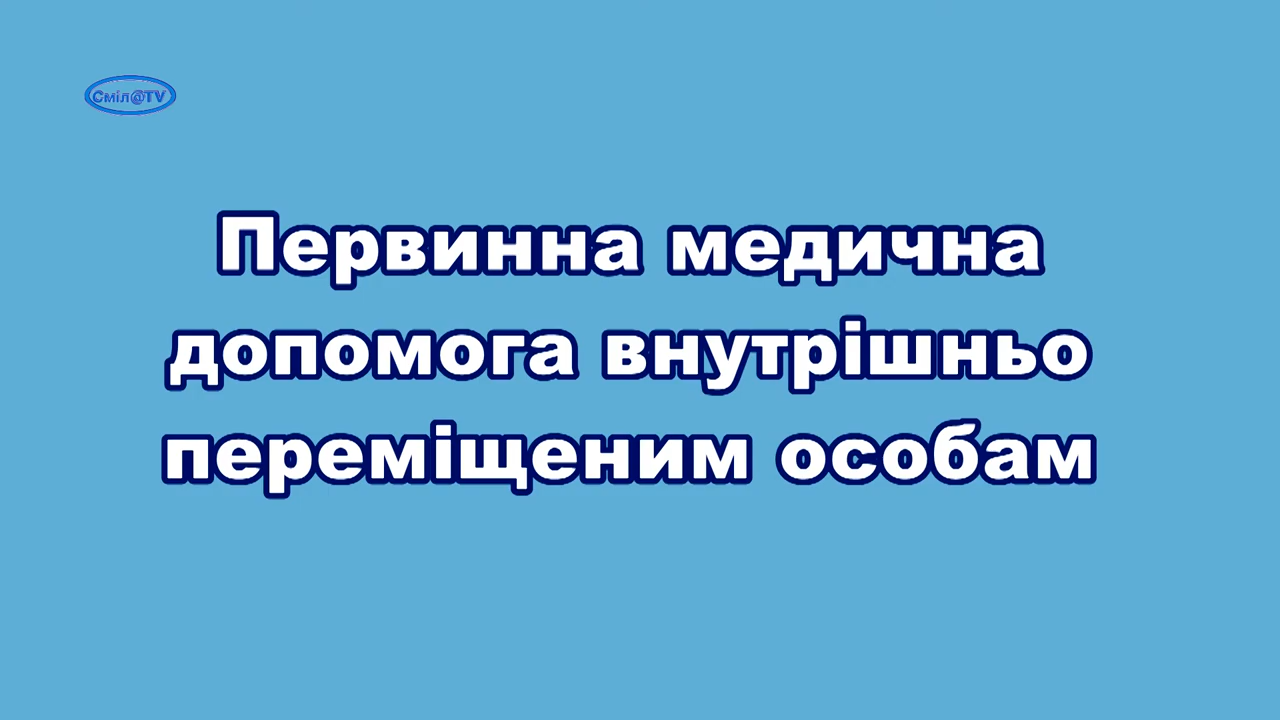 Сміл@TV
Первинна медична
допомога внутрішньо
переміщеним особам